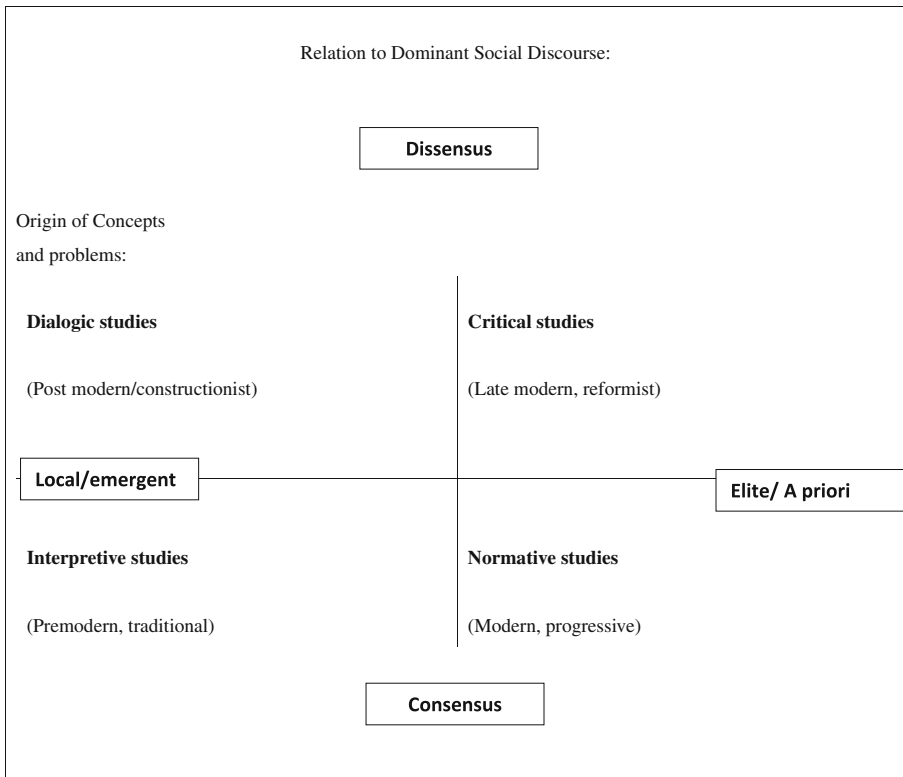 Relation to Dominant Social Discourse:
Dissensus
Origin of Concepts
and problems:
Dialogic studies
Critical studies
(Post modern/constructionist)
(Late modern, reformist)
Local/emergent
Elite/ A priori
Interpretive studies
Normative studies
(Premodern, traditional)
(Modern, progressive)
Consensus